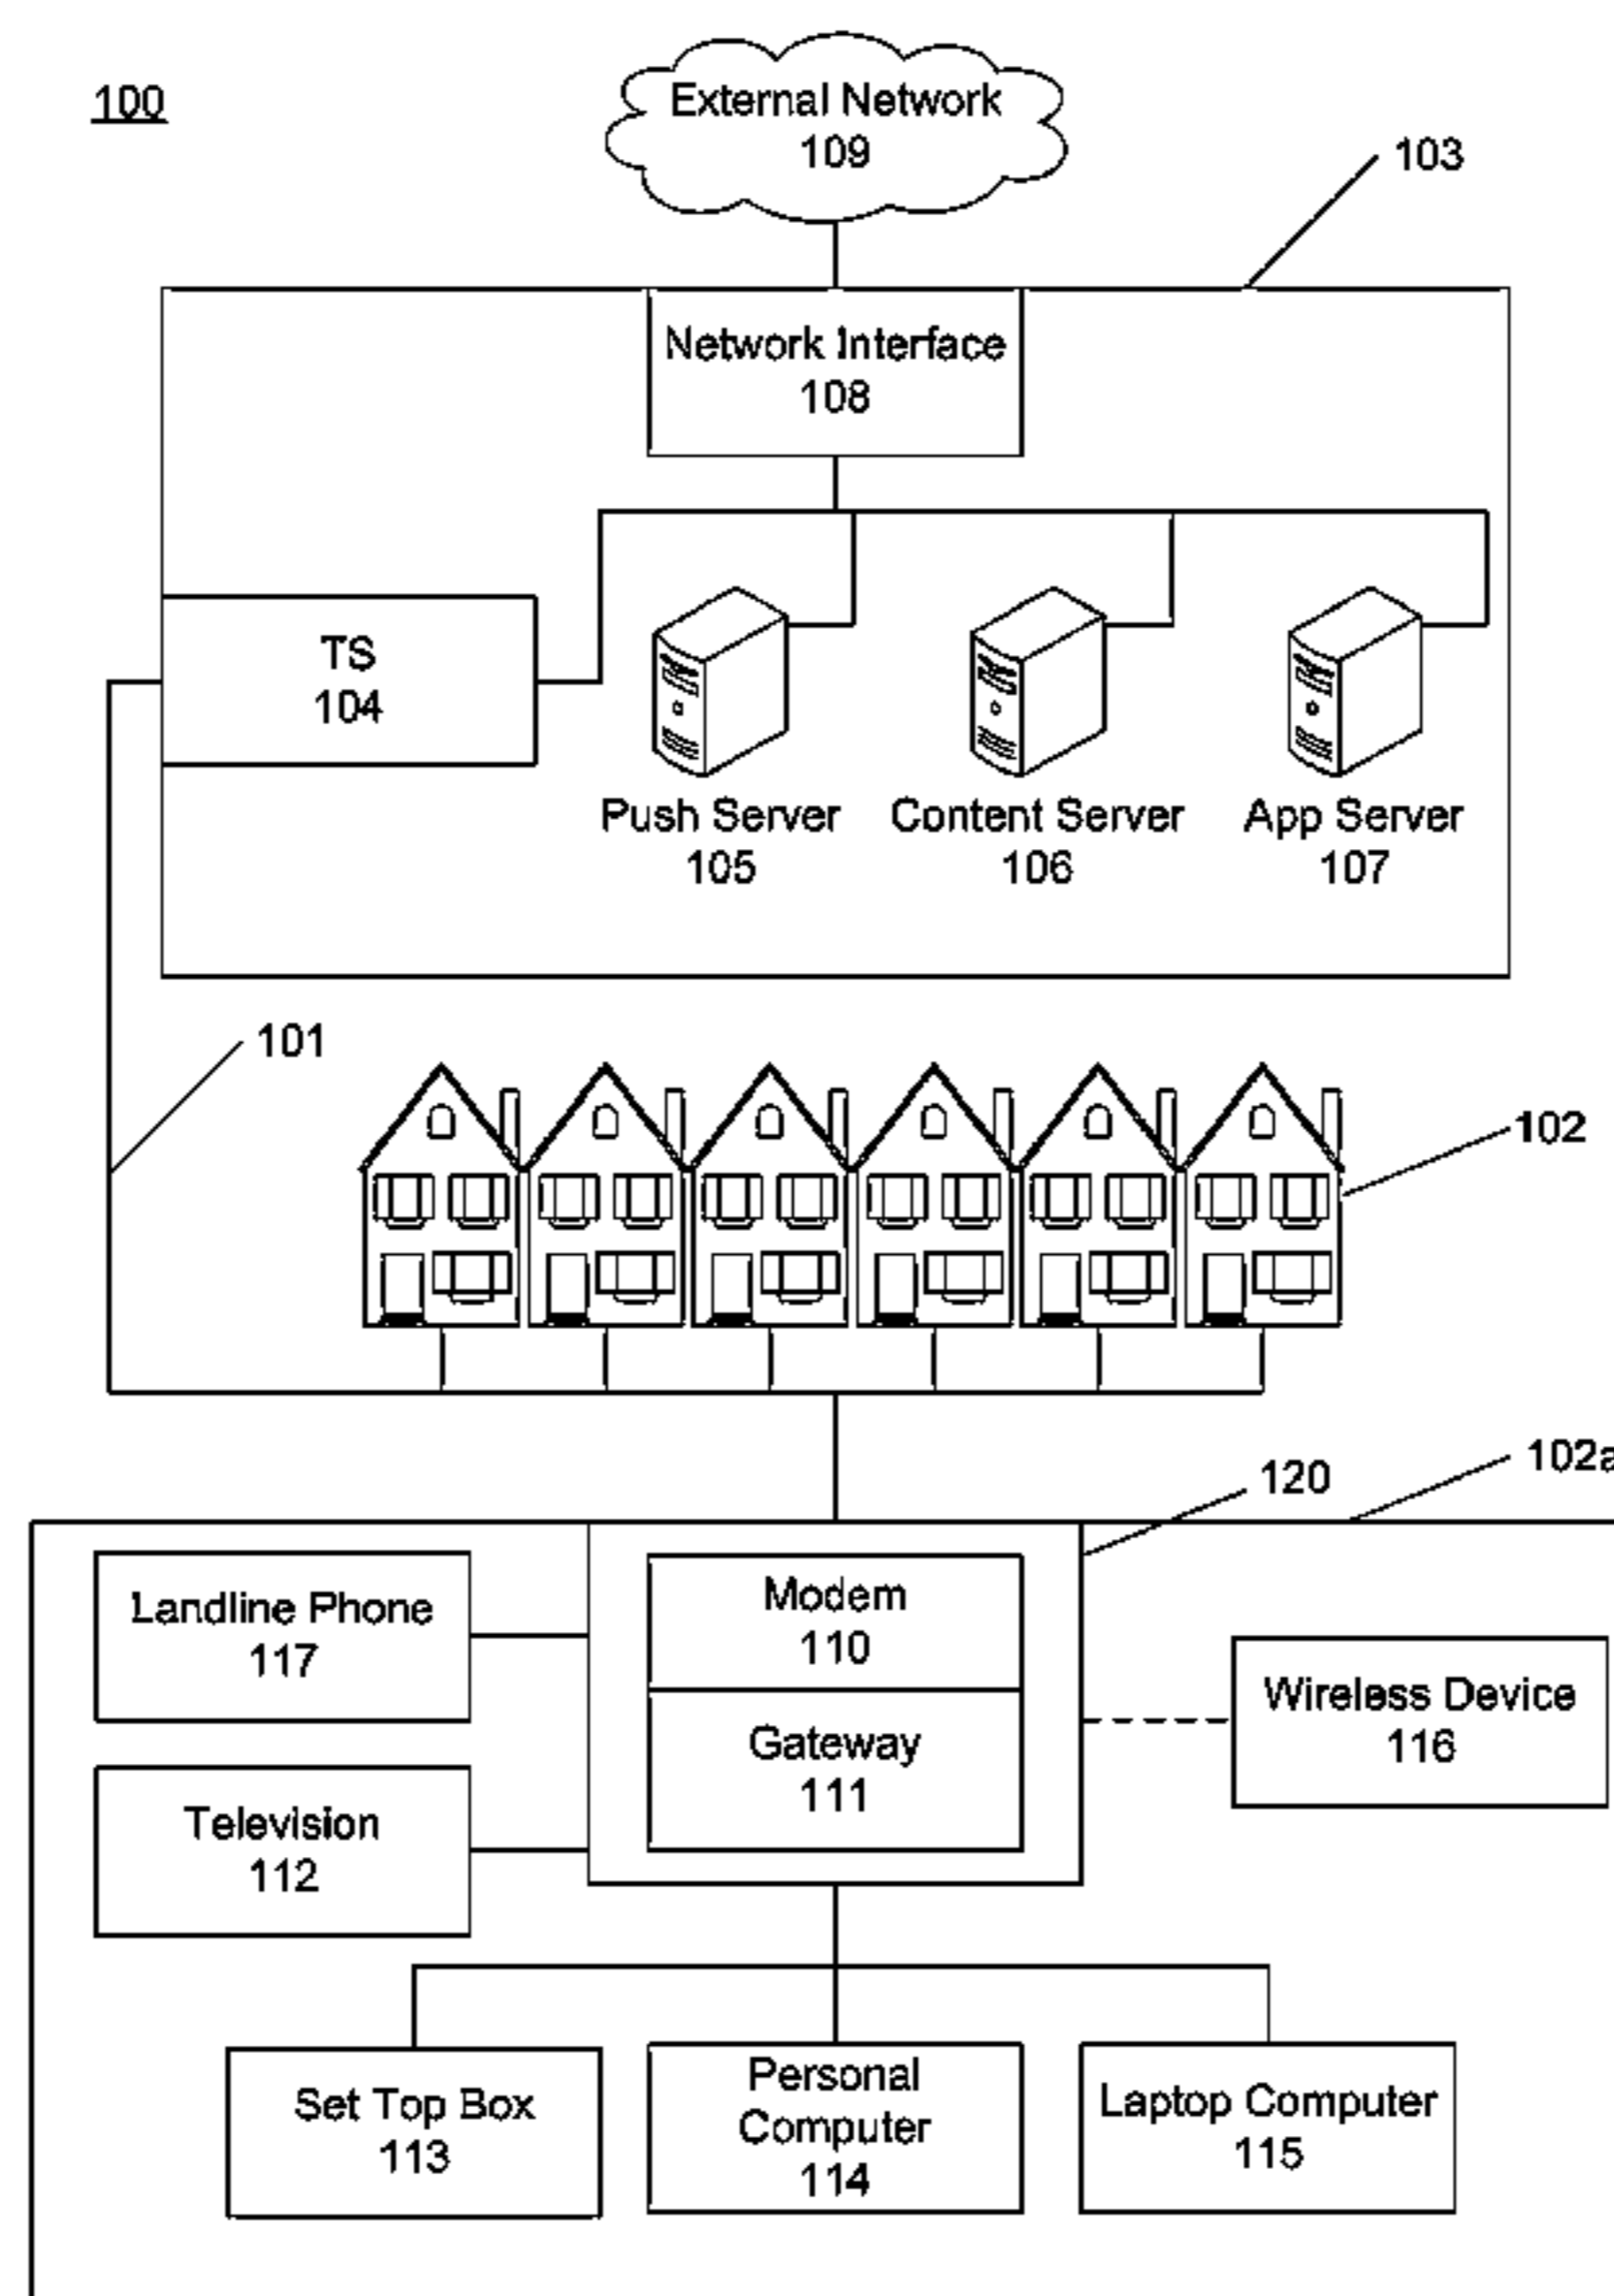 100
External Network
109
103
Network Interface
108
TS
104
Push Server
105
Content Server
106
App Server
107
101
102
102a
120
Landline Phone
117
Modem
110
Gateway
111
Wireless Device
116
Television
112
Set Top Box
113
Personal
Computer
114
Laptop Computer
115